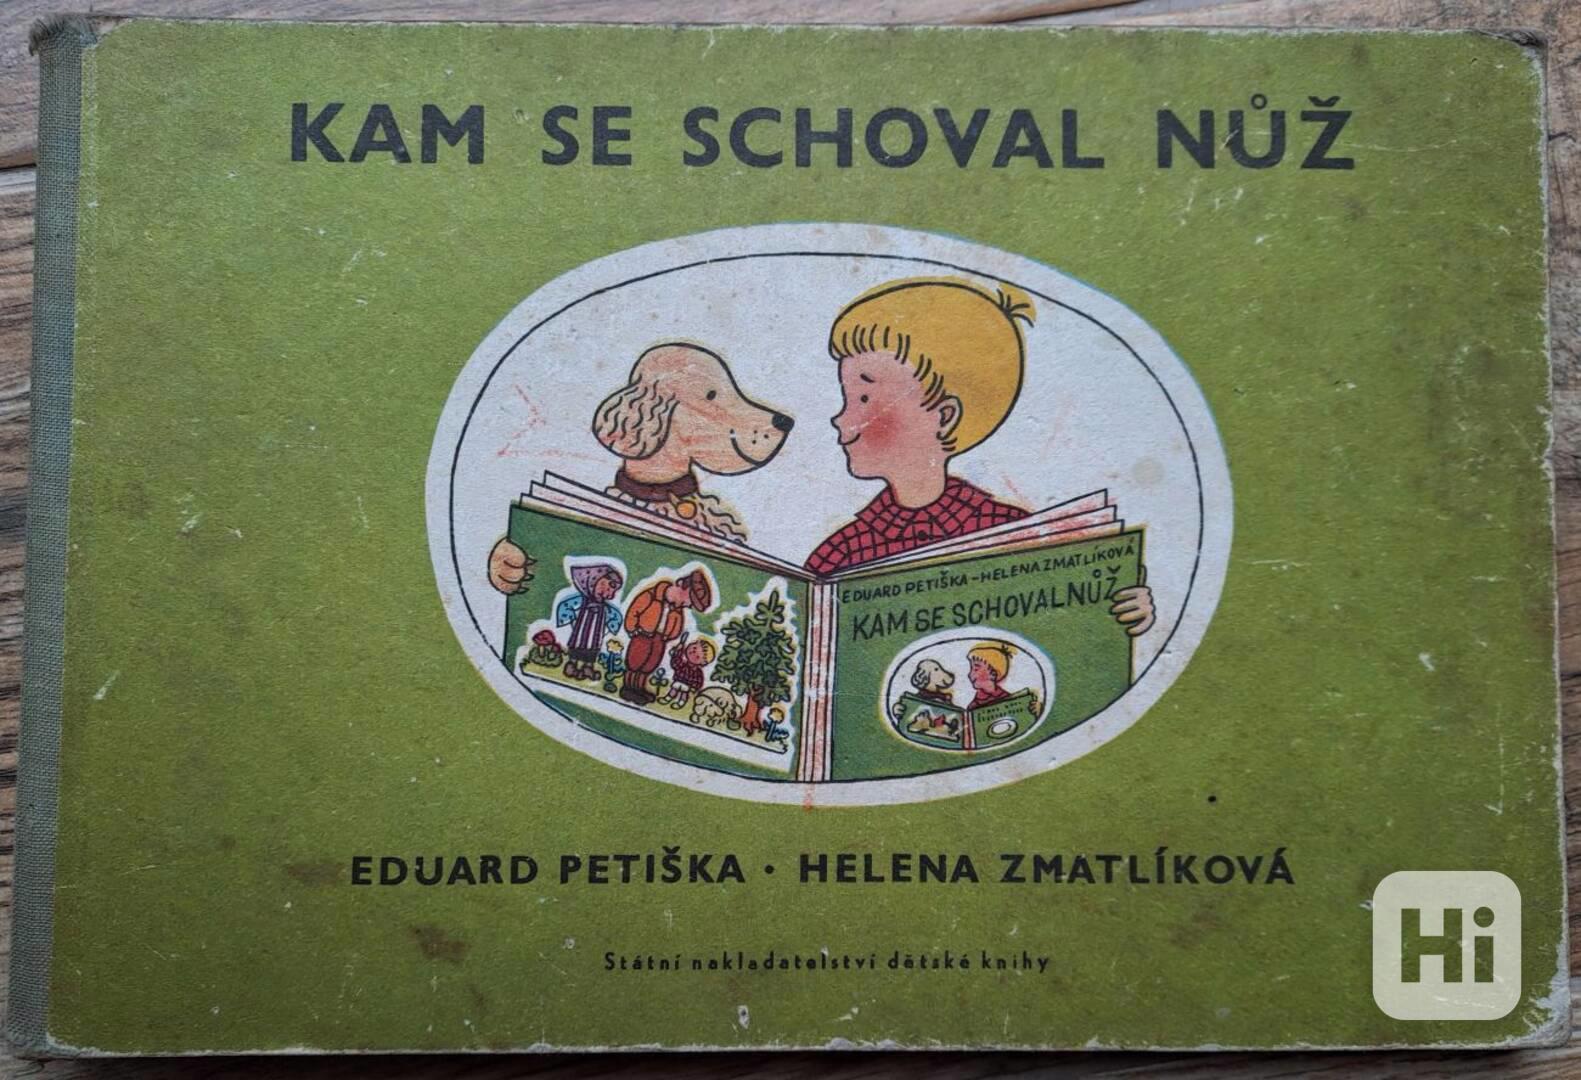 KAM SE SCHOVAL NŮŽ
EDUARD PETIŠKA-HELENA ZMATLÍKOVÁ
KAM SE SCHOVAL NŮŽ
EDUARD PETIŠKA • HELENA ZMATLÍKOVÁ
Státní nakladatelství dětské knihy
Hi